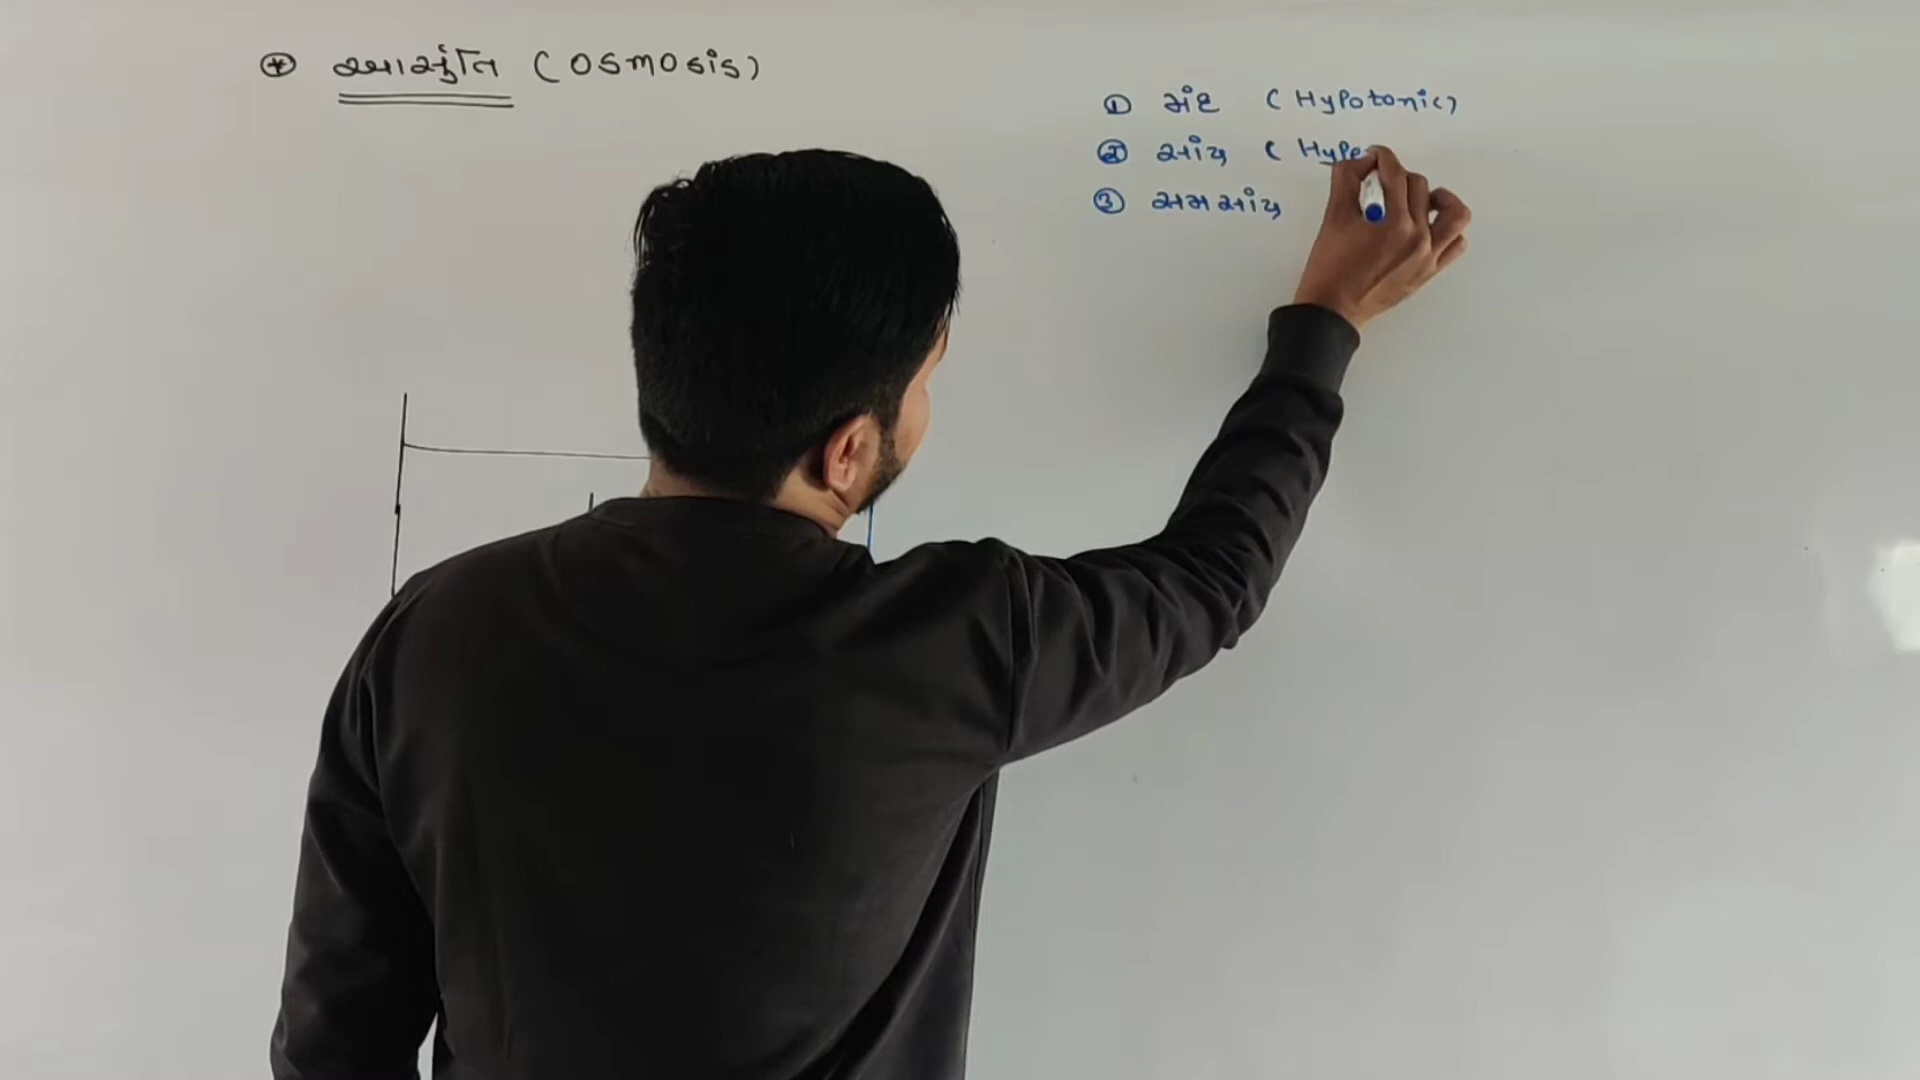 * આસૃતિ (Osmosis)
① મંદ (Hypotonic)
② સાંદ્ર (Hype
③ સમસાંદ્ર